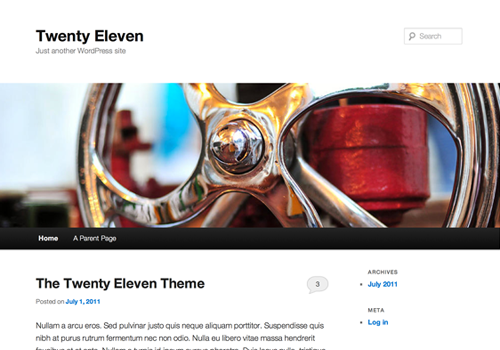 Twenty Eleven
Just another WordPress site
Search
Home
A Parent Page
The Twenty Eleven Theme
3
Posted on July 1, 2011
Nullam a arcu eros. Sed pulvinar justo quis neque aliquam porttitor. Suspendisse quis
nibh at purus rutrum fermentum nec non odio. Nulla eu libero vitae massa hendrerit
ARCHIVES
July 2011
META
Log in